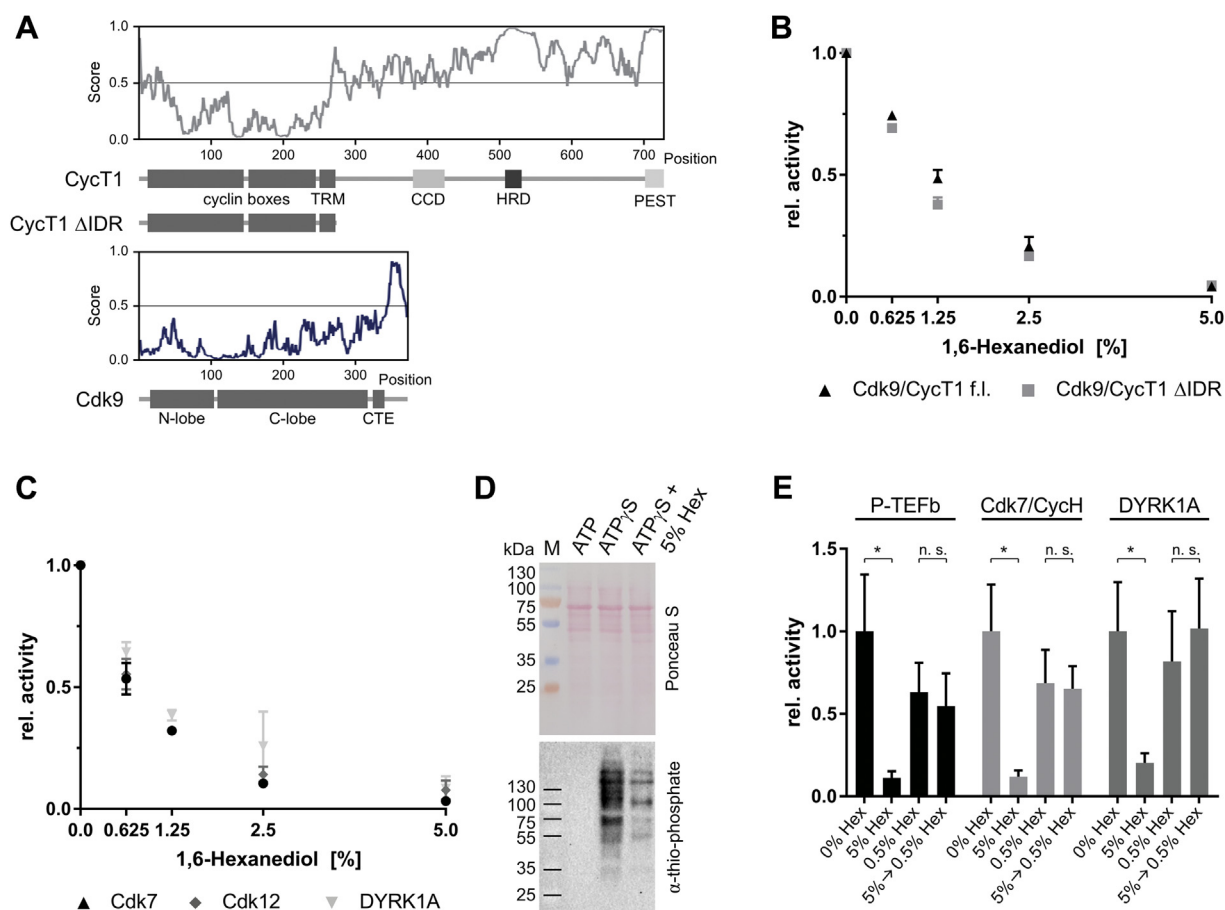 A
1.0
0.5
1.0
Score
100 200 300 400 500 600 700 Position
CycT1
cyclin boxes TRM CCD HRD PEST
CycT1 ΔIDR
1.0
0.5
1.0
Score
100 200 300 Position
Cdk9
N-lobe C-lobe CTE
B
1.0
0.5
0.0
rel. activity
0.0 0.625 1.25 2.5 5.0
1,6-Hexanediol [%]
Cdk9/CycT1 f.l. Cdk9/CycT1 ΔIDR
C
1.0
0.5
0.0
rel. activity
0.0 0.625 1.25 2.5 5.0
1,6-Hexanediol [%]
Cdk7 Cdk12 DYRK1A
D
kDa M ATP ATPγS ATPγS + 5% Hex
130
100
75
55
35
25
Ponceau S
130
100
75
55
35
25
α-thio-phosphate
E
P-TEFb Cdk7/CycH DYRK1A
* n. s. * n. s. * n. s.
1.5
1.0
0.5
0.0
rel. activity
0% Hex
5% Hex
0.5% Hex
5%→0.5% Hex
0% Hex
5% Hex
0.5% Hex
5%→0.5% Hex
0% Hex
5% Hex
0.5% Hex
5%→0.5% Hex